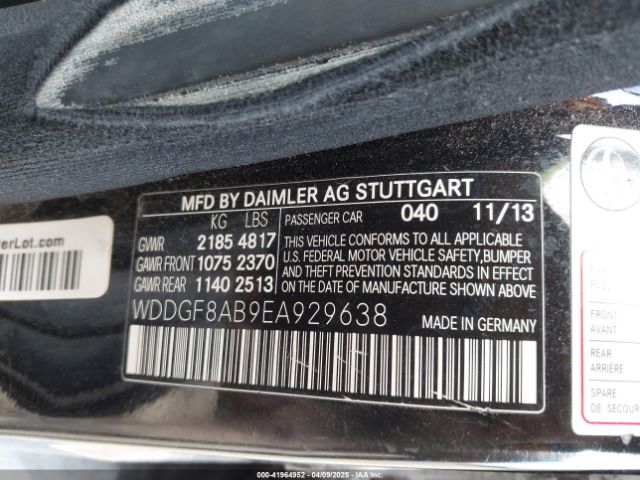 MFD BY DAIMLER AG STUTTGART
KG LBS PASSENGER CAR 040 11/13
GVWR 2185 4817
GAWR FRONT 1075 2370
GAWR REAR 1140 2513
THIS VEHICLE CONFORMS TO ALL APPLICABLE
U.S. FEDERAL MOTOR VEHICLE SAFETY, BUMPER
AND THEFT PREVENTION STANDARDS IN EFFECT
ON THE DATE OF MANUFACTURE SHOWN ABOVE.
WDDGF8AB9EA929638 MADE IN GERMANY
erLot.com
FRONT
AVANT
REAR
ARRIÈRE
SPARE
DE SECOUR
000-41964952 - 04/09/2025 - IAAI.COM